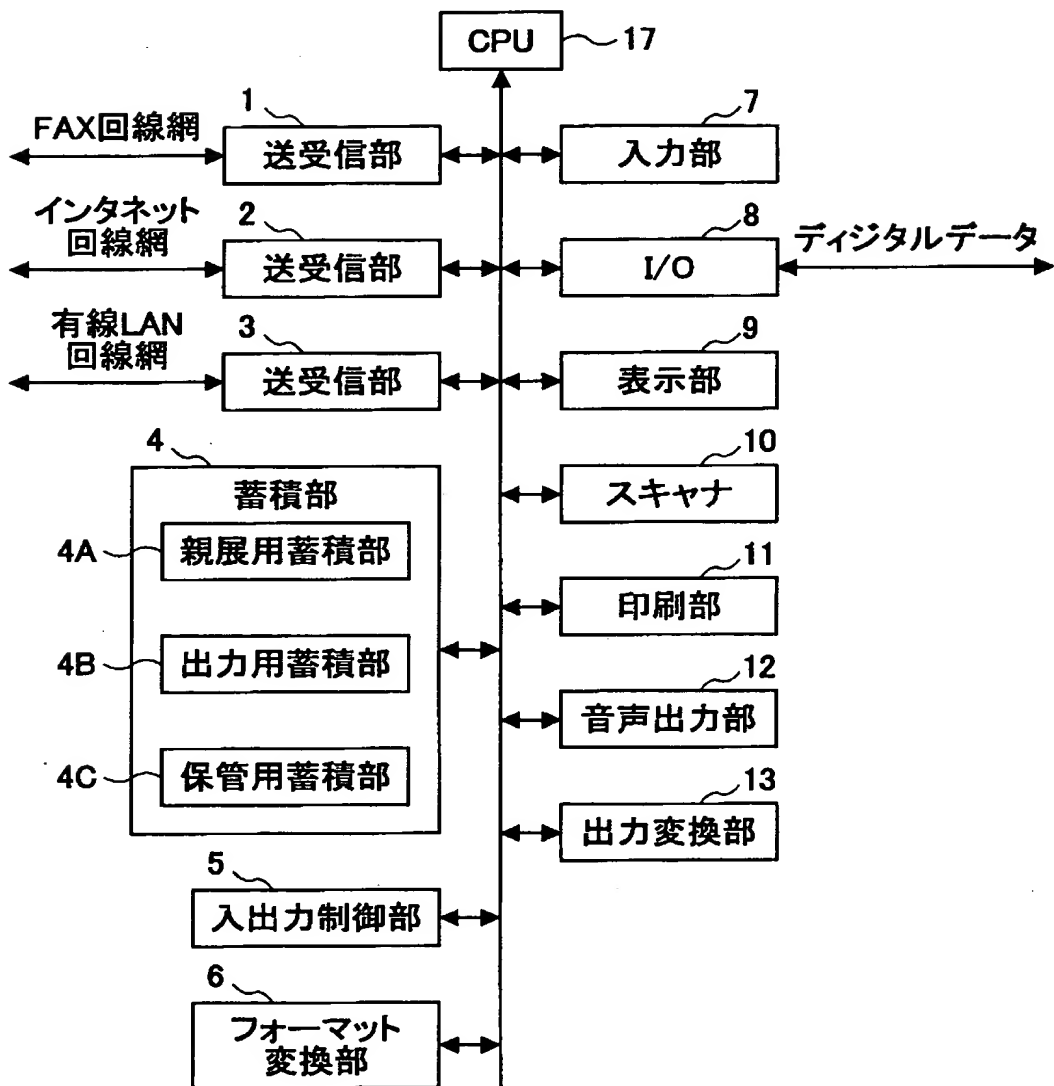 CPU
17
1
FAX回線網
送受信部
インタネット
回線網
2
送受信部
有線LAN
回線網
3
送受信部
4
蓄積部
4A
親展用蓄積部
4B
出力用蓄積部
4C
保管用蓄積部
5
入出力制御部
6
フォーマット
変換部
7
入力部
8
I/O
ディジタルデータ
9
表示部
10
スキャナ
11
印刷部
12
音声出力部
13
出力変換部